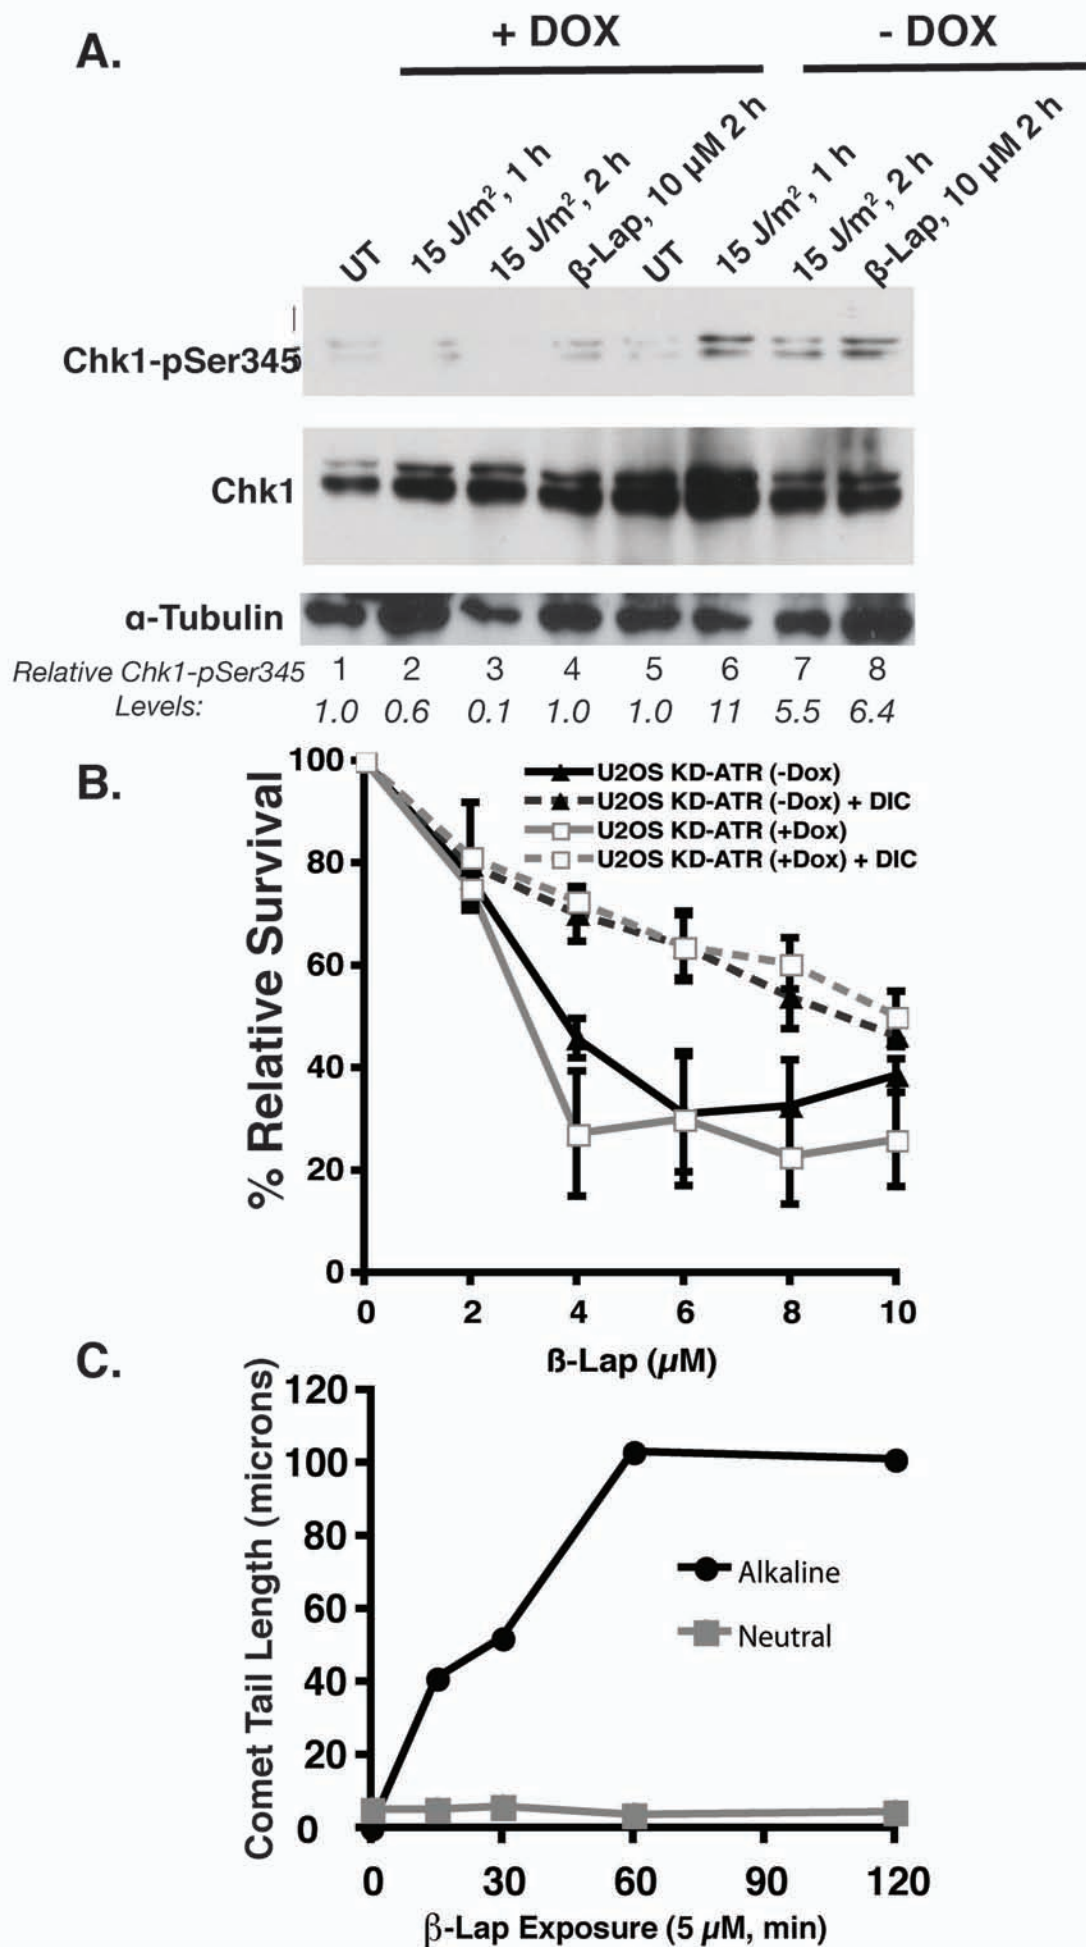 A.
+ DOX
- DOX
UT
15 J/m², 1 h
15 J/m², 2 h
β-Lap, 10 µM 2 h
UT
15 J/m², 1 h
15 J/m², 2 h
β-Lap, 10 µM 2 h
Chk1-pSer345
Chk1
α-Tubulin
Relative Chk1-pSer345 1 2 3 4 5 6 7 8
Levels: 1.0 0.6 0.1 1.0 1.0 11 5.5 6.4
B.
% Relative Survival
100
80
60
40
20
0
U2OS KD-ATR (-Dox)
U2OS KD-ATR (-Dox) + DIC
U2OS KD-ATR (+Dox)
U2OS KD-ATR (+Dox) + DIC
0 2 4 6 8 10
ß-Lap (µM)
C.
Comet Tail Length (microns)
120
100
80
60
40
20
0
Alkaline
Neutral
0 30 60 90 120
β-Lap Exposure (5 µM, min)